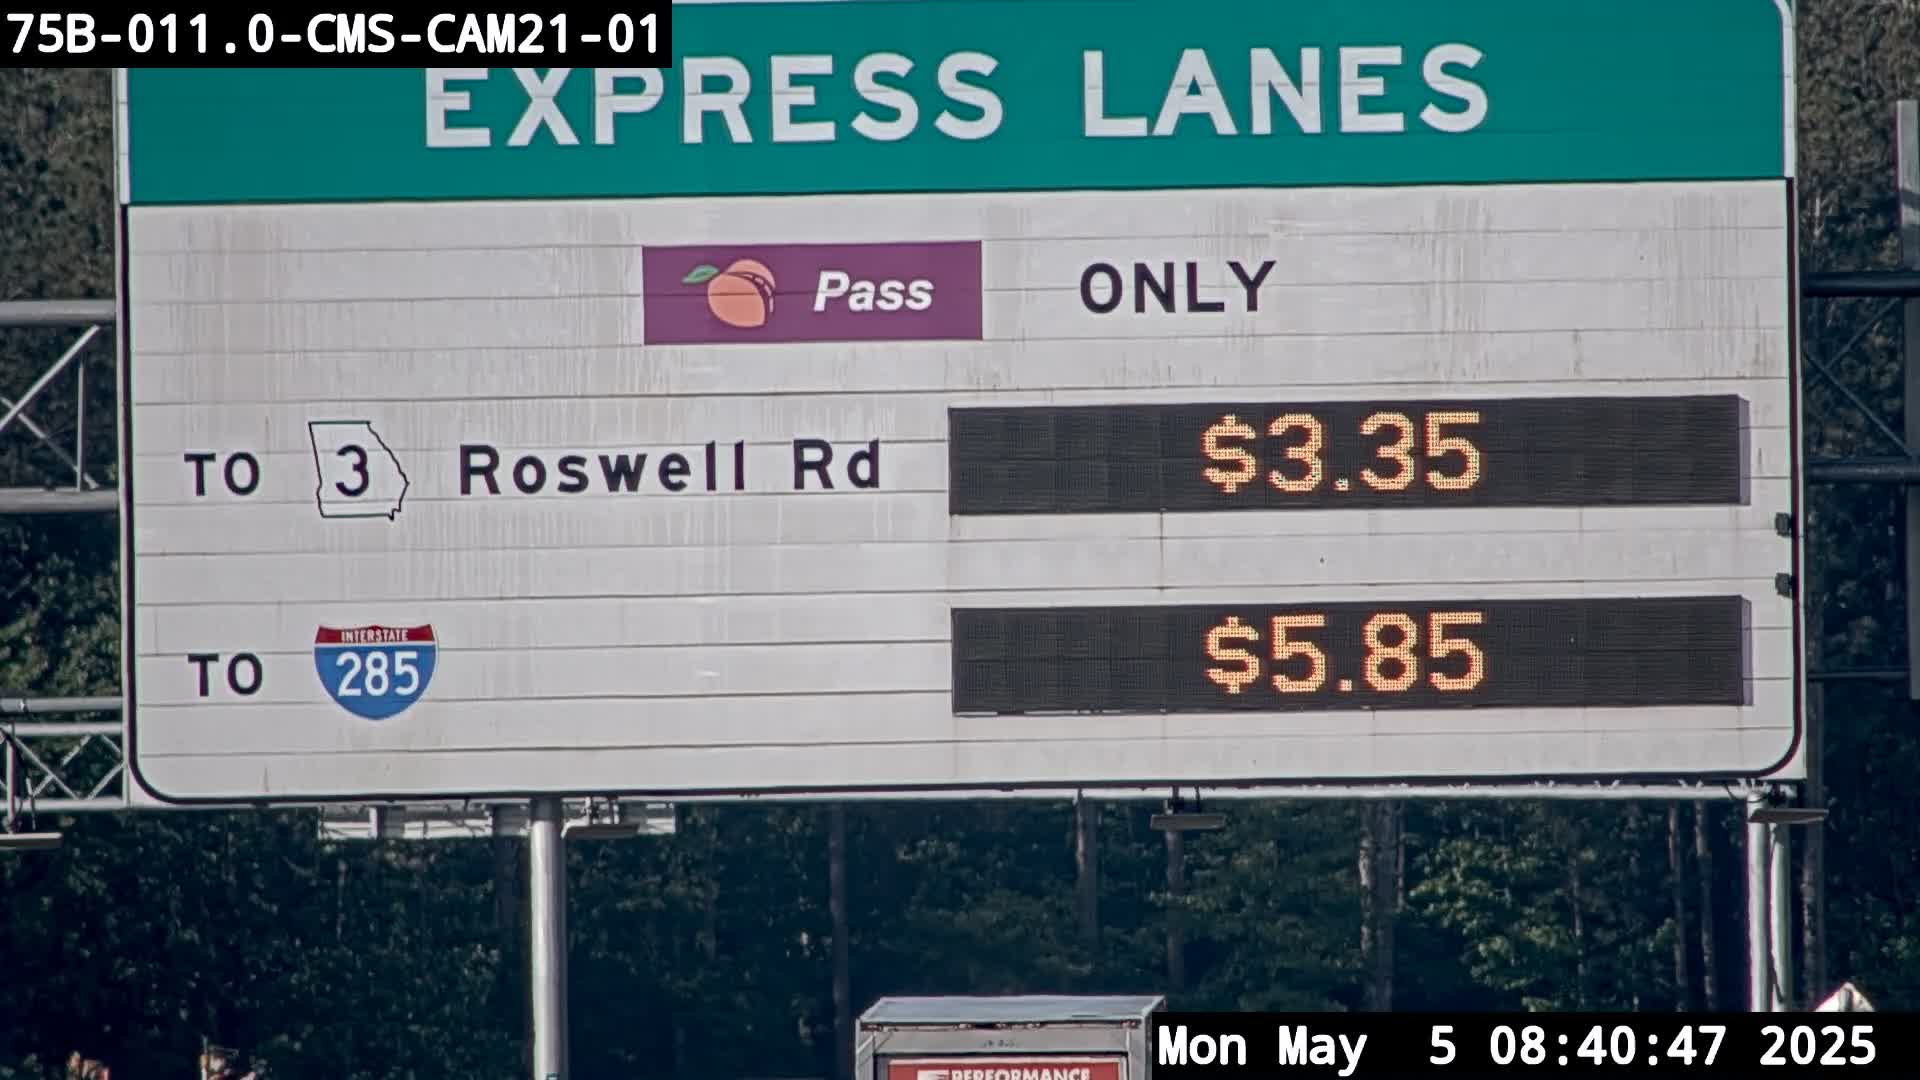 75B-011.0-CMS-CAM21-01
EXPRESS LANES
Pass ONLY
TO 3 Roswell Rd $3.35
TO INTERSTATE 285 $5.85
PERFORMANCE
Mon May 5 08:40:47 2025